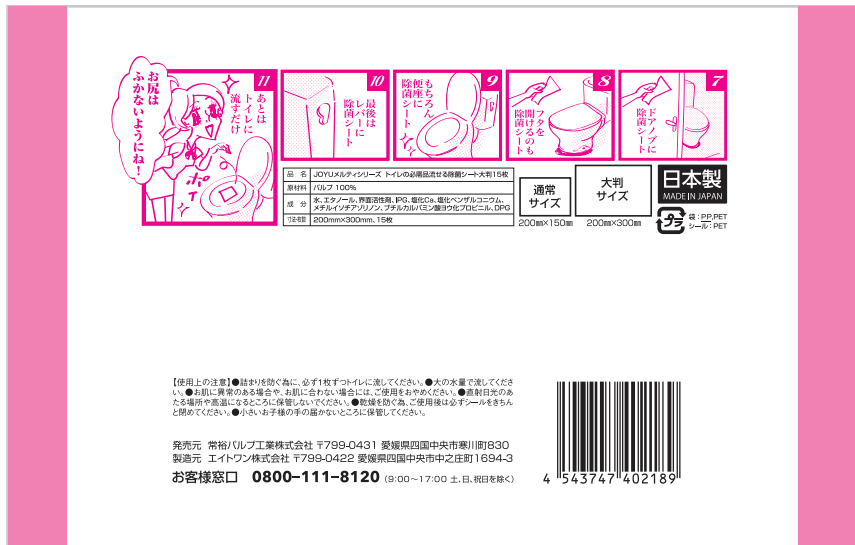 7
ドアノブに
除菌シート
8
フタを
開けるのも
除菌シート
9
もちろん
便座に
除菌シート
10
最後は
レバーに
除菌シート
11
あとは
トイレに
流すだけ
お尻は
ふかないようにね!
ポイ
品 名 JOYUメルティシリーズ トイレの必需品流せる除菌シート大判15枚
原材料 パルプ 100%
成 分 水、エタノール、界面活性剤、IPG、塩化Ca、塩化ベンザルコニウム、
メチルイソチアゾリノン、ブチルカルバミン酸ヨウ化プロピニル、DPG
寸法・枚数 200mm×300mm、15枚
通常
サイズ
200㎜×150㎜
大判
サイズ
200㎜×300㎜
日本製
MADE IN JAPAN
プラ
袋:PP,PET
シール:PET
【使用上の注意】●詰まりを防ぐ為に、必ず1枚ずつトイレに流してください。●大の水量で流してくださ
い。●お肌に異常のある場合や、お肌に合わない場合には、ご使用をおやめください。●直射日光のあ
たる場所や高温になるところに保管しないでください。●乾燥を防ぐ為、ご使用後は必ずシールをきちん
と閉めてください。●小さいお子様の手の届かないところに保管してください。
発売元 常裕パルプ工業株式会社 〒799-0431 愛媛県四国中央市寒川町830
製造元 エイトワン株式会社 〒799-0422 愛媛県四国中央市中之庄町1694-3
お客様窓口 0800-111-8120 (9:00~17:00 土、日、祝日を除く)
4 543747 402189